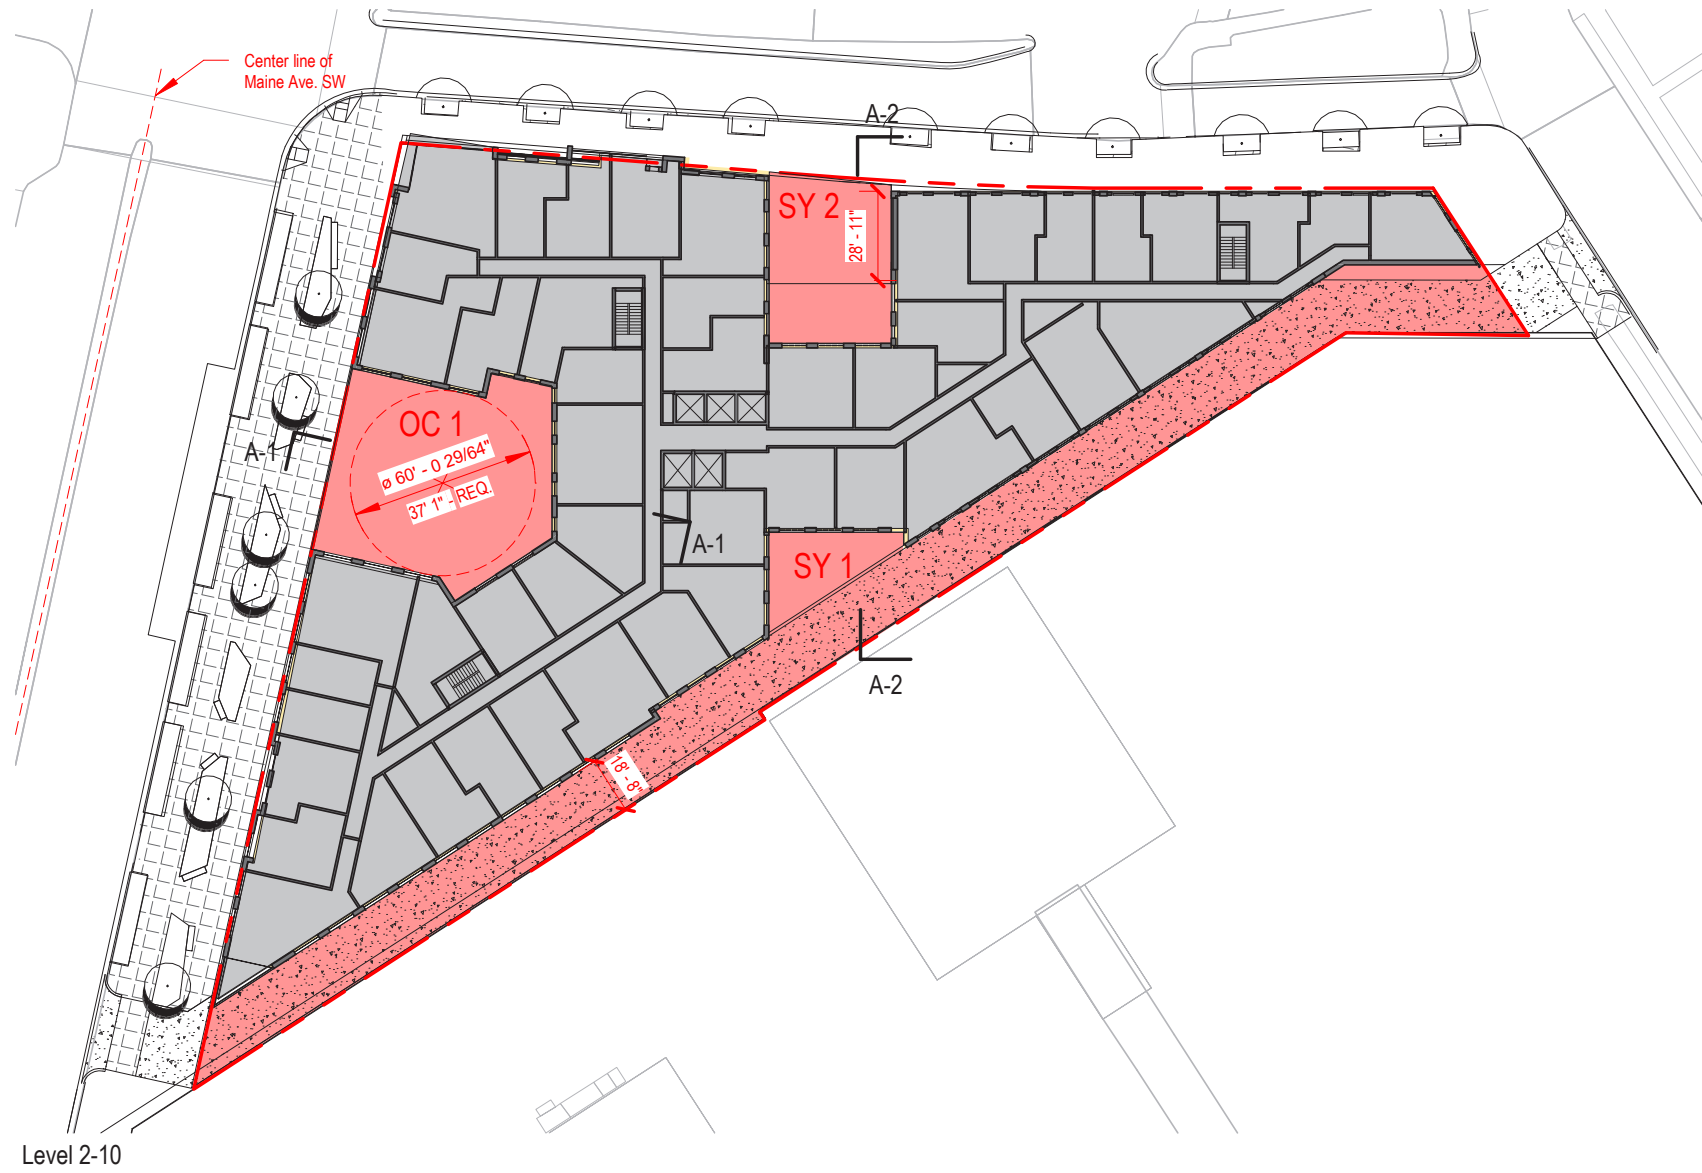 Center line of
Maine Ave. SW
A-2
SY 2
28' - 11"
OC 1
A-1
ø 60' - 0 29/64"
37' 1" - REQ.
A-1
SY 1
A-2
18' - 8"
Level 2-10